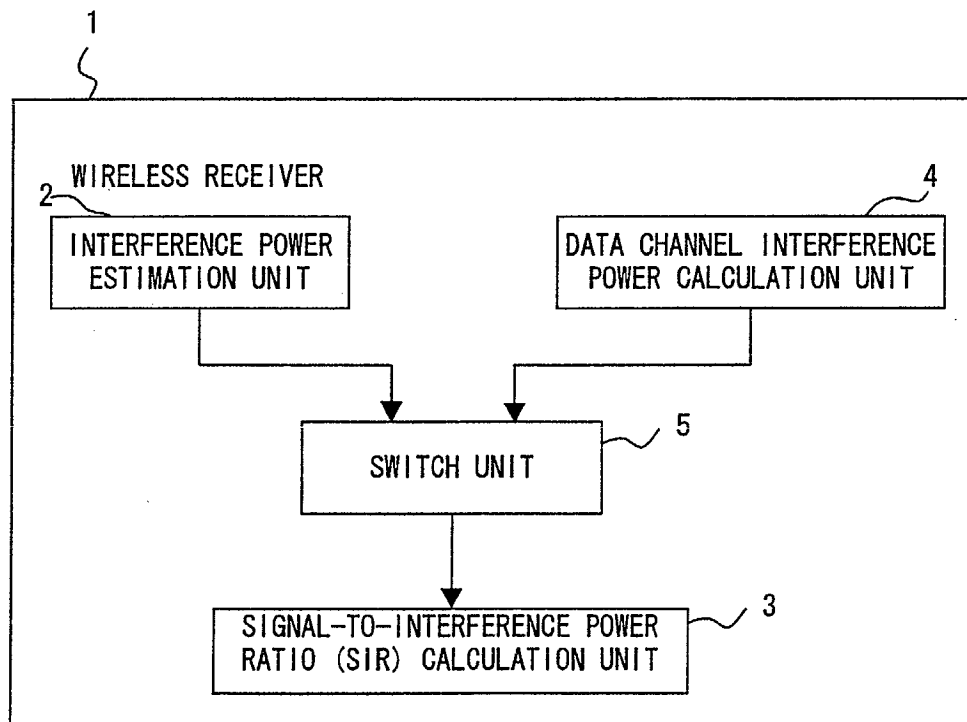 1
WIRELESS RECEIVER
2
INTERFERENCE POWER
ESTIMATION UNIT
4
DATA CHANNEL INTERFERENCE
POWER CALCULATION UNIT
5
SWITCH UNIT
3
SIGNAL-TO-INTERFERENCE POWER
RATIO (SIR) CALCULATION UNIT